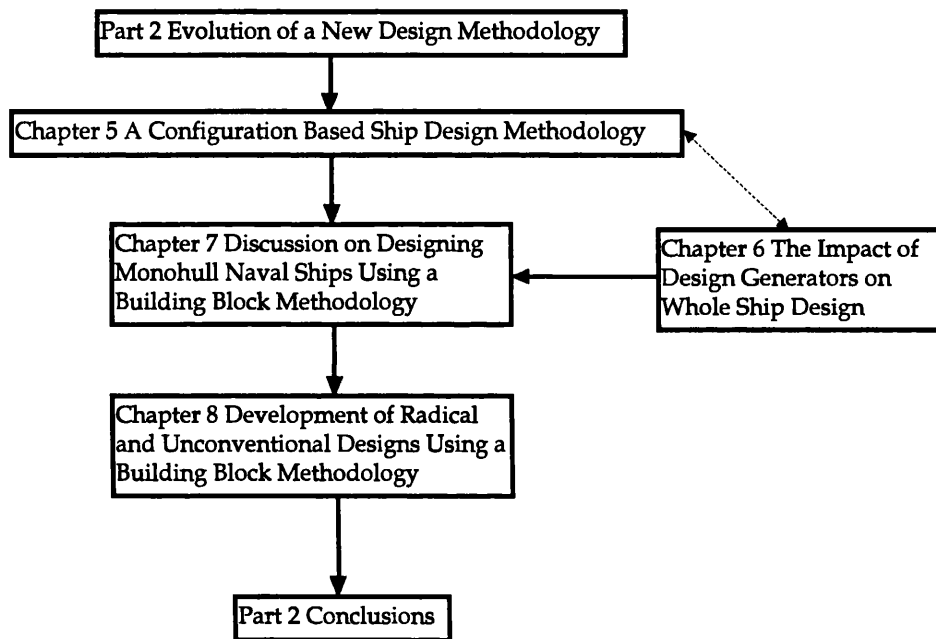 Part 2 Evolution of a New Design Methodology
Chapter 5 A Configuration Based Ship Design Methodology
Chapter 7 Discussion on Designing
Monohull Naval Ships Using a
Building Block Methodology
Chapter 6 The Impact of
Design Generators on
Whole Ship Design
Chapter 8 Development of Radical
and Unconventional Designs Using a
Building Block Methodology
Part 2 Conclusions